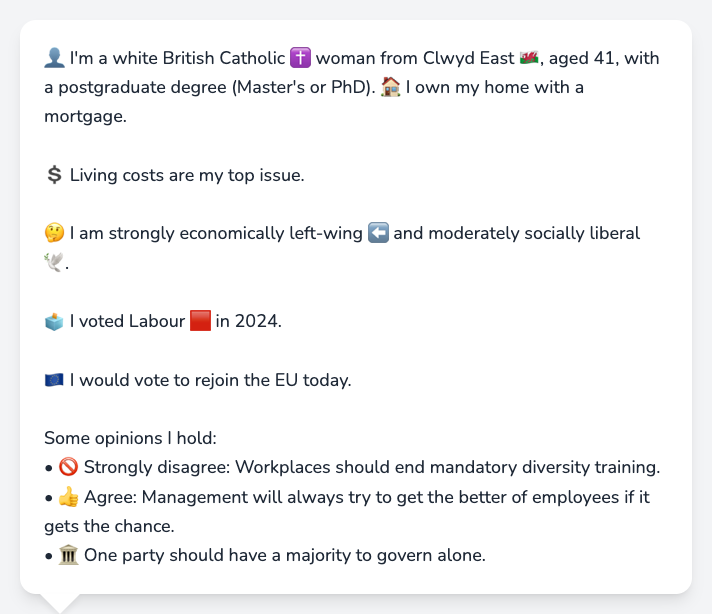 👤 I'm a white British Catholic ✝️ woman from Clwyd East 🏴󠁧󠁢󠁷󠁬󠁳󠁿, aged 41, with
a postgraduate degree (Master's or PhD). 🏠 I own my home with a
mortgage.
💲 Living costs are my top issue.
🤔 I am strongly economically left-wing ⬅️ and moderately socially liberal
🕊️.
🗳️ I voted Labour 🟥 in 2024.
🇪🇺 I would vote to rejoin the EU today.
Some opinions I hold:
• 🚫 Strongly disagree: Workplaces should end mandatory diversity training.
• 👍 Agree: Management will always try to get the better of employees if it
gets the chance.
• 🏛️ One party should have a majority to govern alone.